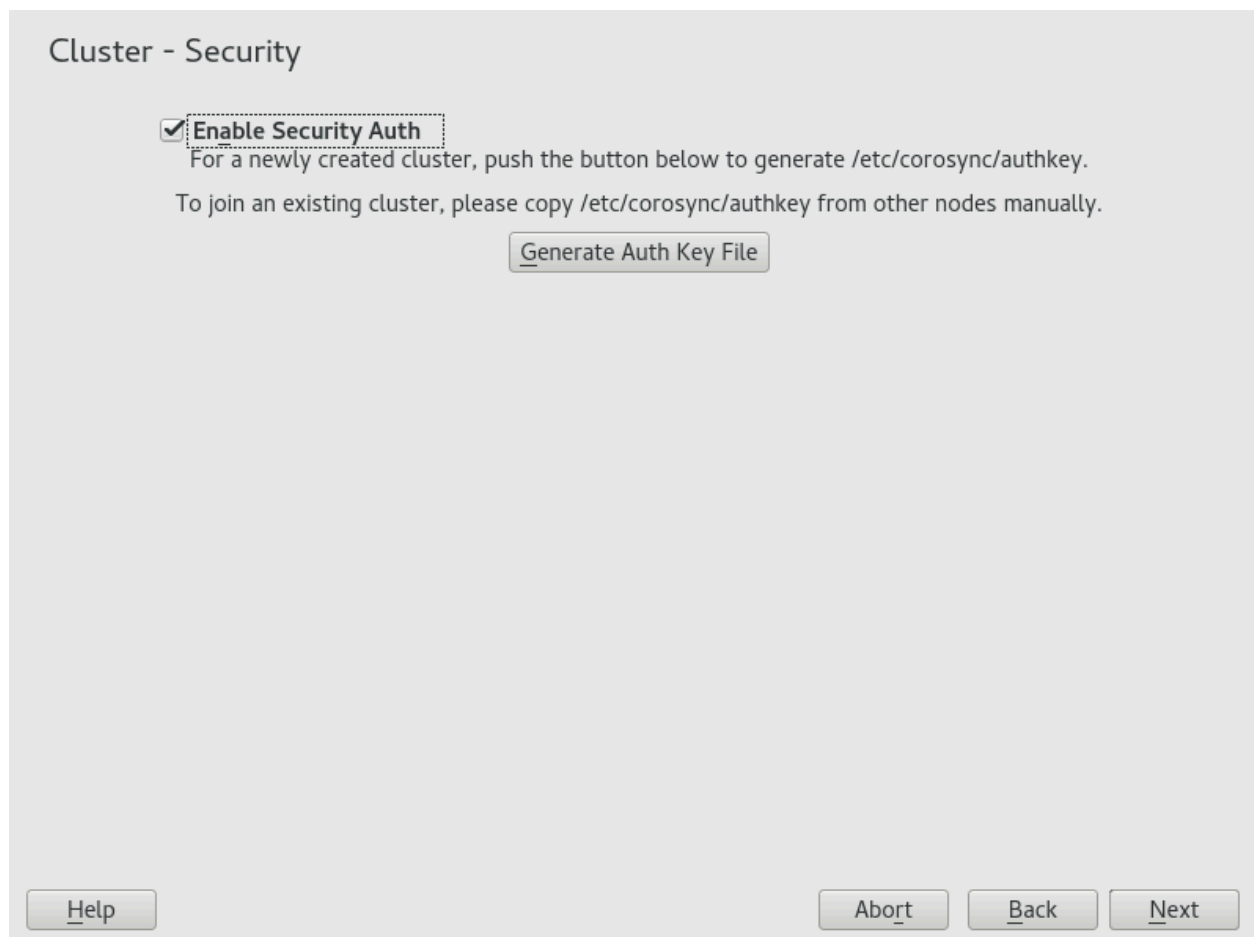 Cluster - Security
Enable Security Auth
For a newly created cluster, push the button below to generate /etc/corosync/authkey.
To join an existing cluster, please copy /etc/corosync/authkey from other nodes manually.
Generate Auth Key File
Help
Abort
Back
Next